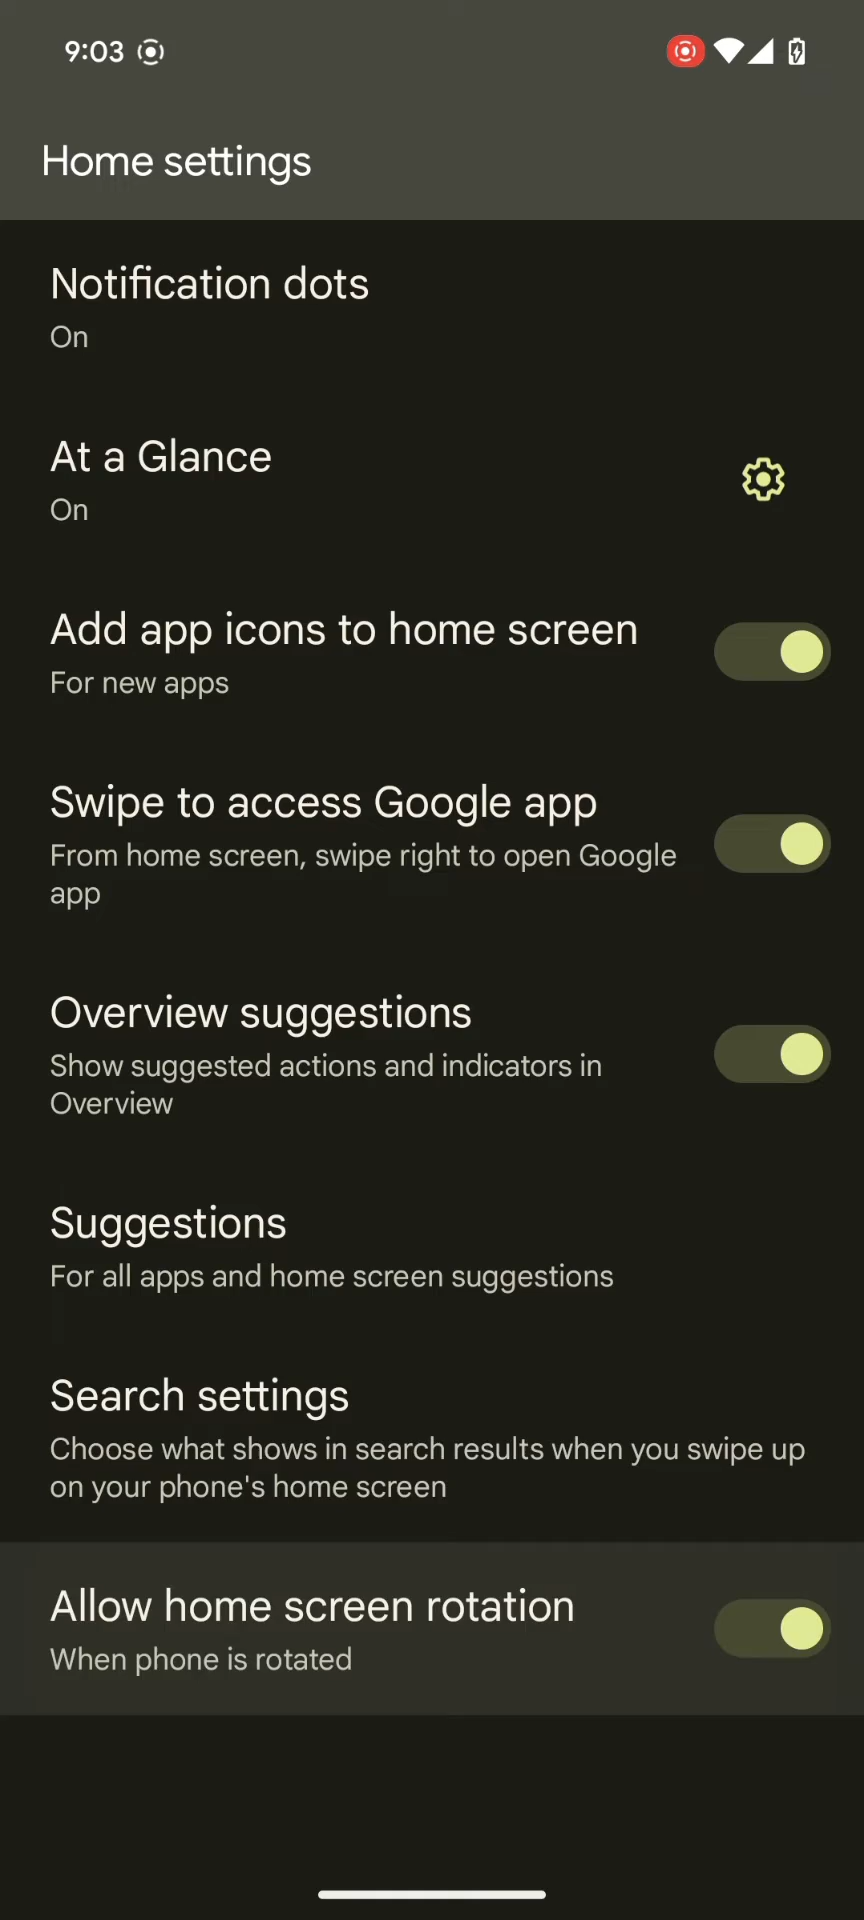 9:03
Home settings
Notification dots
On
At a Glance
On
Add app icons to home screen
For new apps
Swipe to access Google app
From home screen, swipe right to open Google
app
Overview suggestions
Show suggested actions and indicators in
Overview
Suggestions
For all apps and home screen suggestions
Search settings
Choose what shows in search results when you swipe up
on your phone's home screen
Allow home screen rotation
When phone is rotated